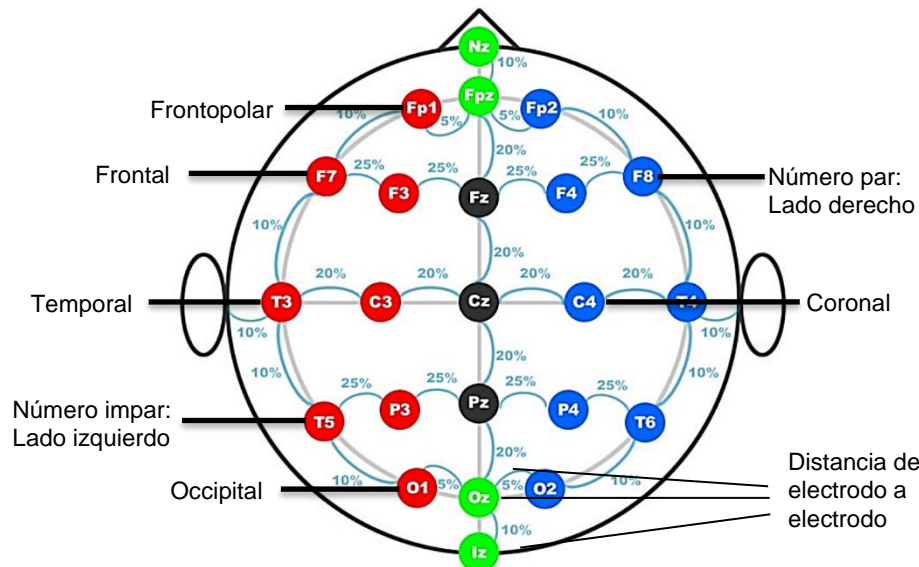 Nz
10%
Fpz
Frontopolar
Fp1
Fp2
10%
5%
5%
10%
20%
Frontal
F7
25%
F3
25%
Fz
25%
F4
25%
F8
Número par:
Lado derecho
10%
20%
10%
Temporal
T3
20%
C3
20%
Cz
20%
C4
20%
T4
Coronal
10%
10%
10%
20%
10%
Número impar:
Lado izquierdo
T5
25%
P3
25%
Pz
25%
P4
25%
T6
20%
Occipital
10%
O1
5%
Oz
5%
O2
10%
Distancia de
electrodo a
electrodo
10%
Iz